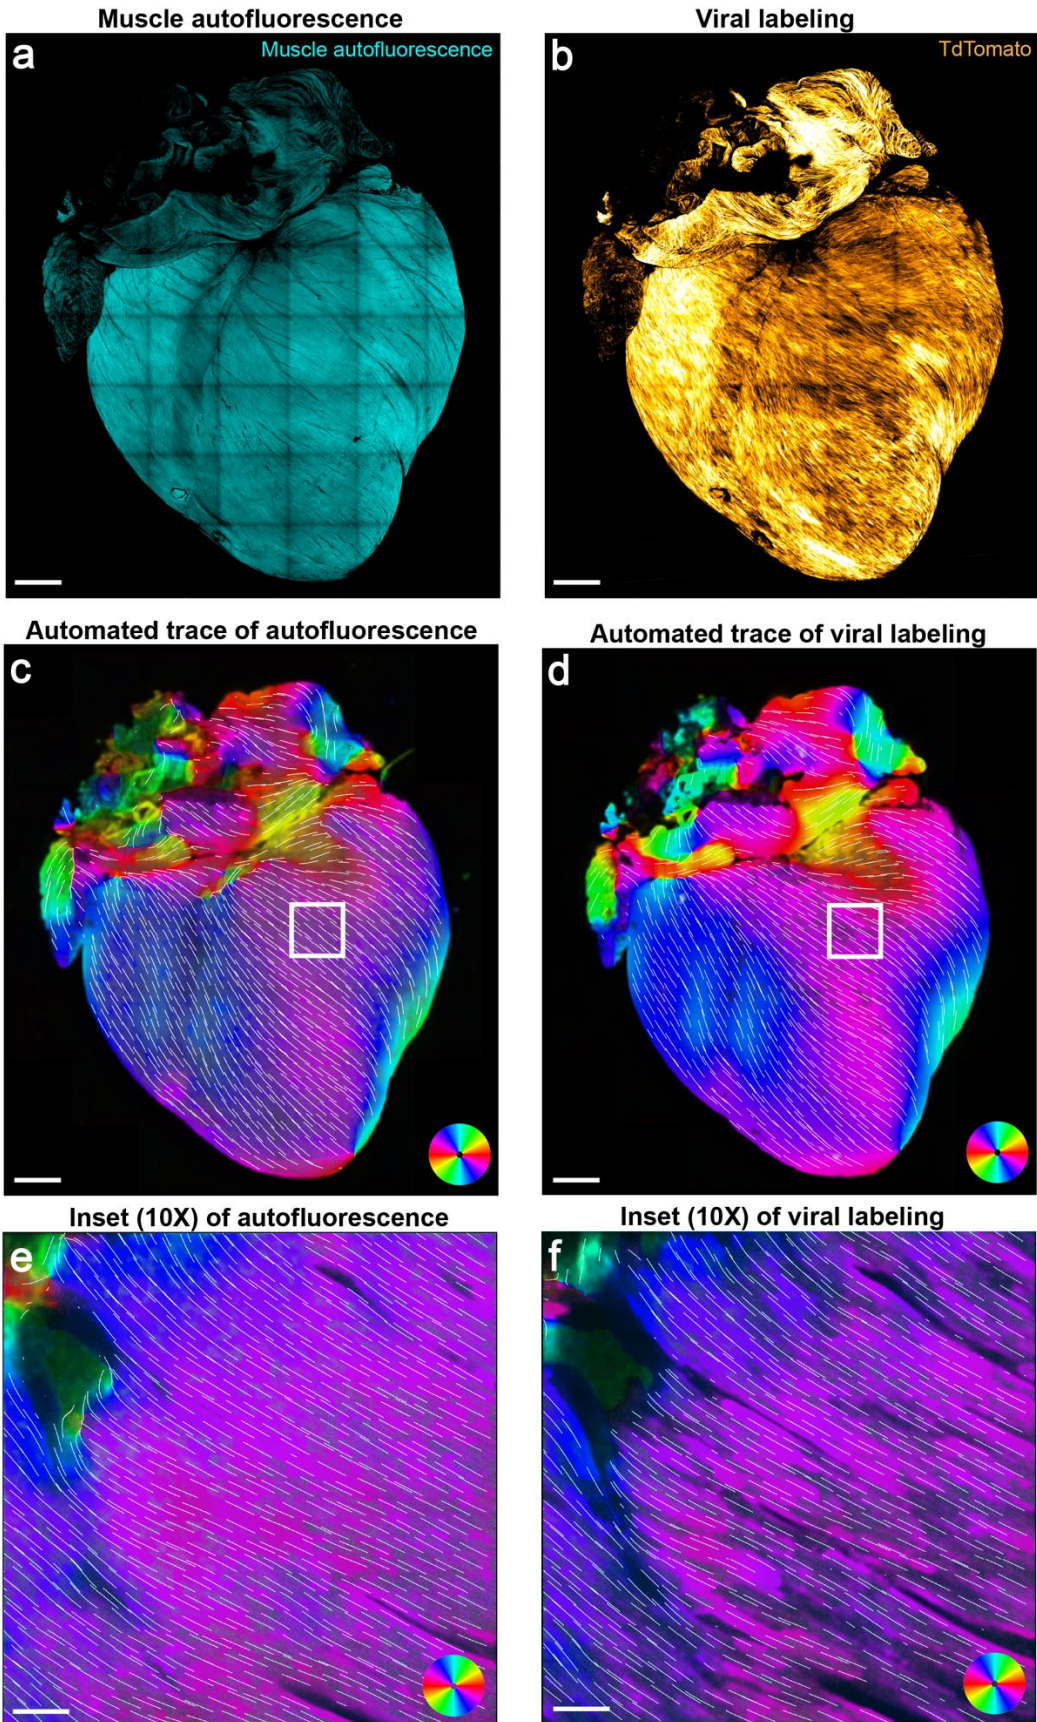 Muscle autofluorescence
Viral labeling
a
Muscle autofluorescence
b
TdTomato
Automated trace of autofluorescence
Automated trace of viral labeling
c
d
Inset (10X) of autofluorescence
Inset (10X) of viral labeling
e
f